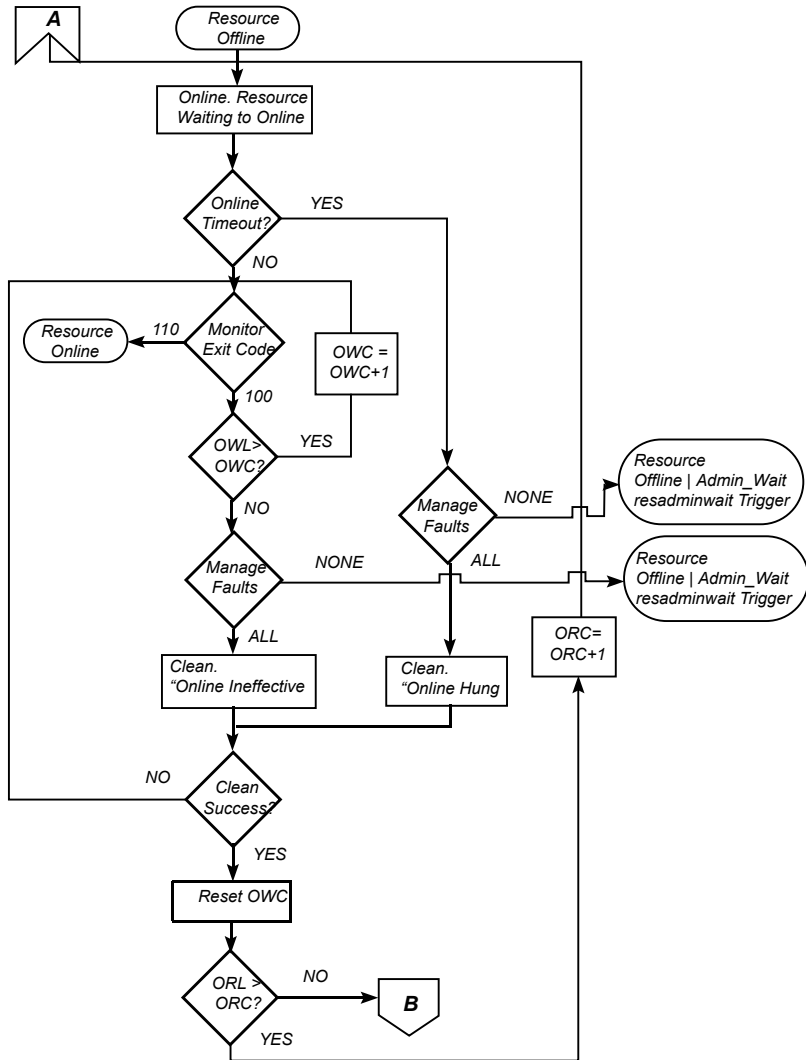 A
Resource
Offline
Online. Resource
Waiting to Online
Online
Timeout?
YES
NO
Resource
Online
110
Monitor
Exit Code
OWC =
OWC+1
100
OWL>
OWC?
YES
NO
Manage
Faults
NONE
Resource
Offline | Admin_Wait
resadminwait Trigger
Manage
Faults
NONE
ALL
Resource
Offline | Admin_Wait
resadminwait Trigger
ORC=
ORC+1
ALL
Clean.
“Online Ineffective
Clean.
“Online Hung
NO
Clean
Success?
YES
Reset OWC
ORL >
ORC?
NO
B
YES